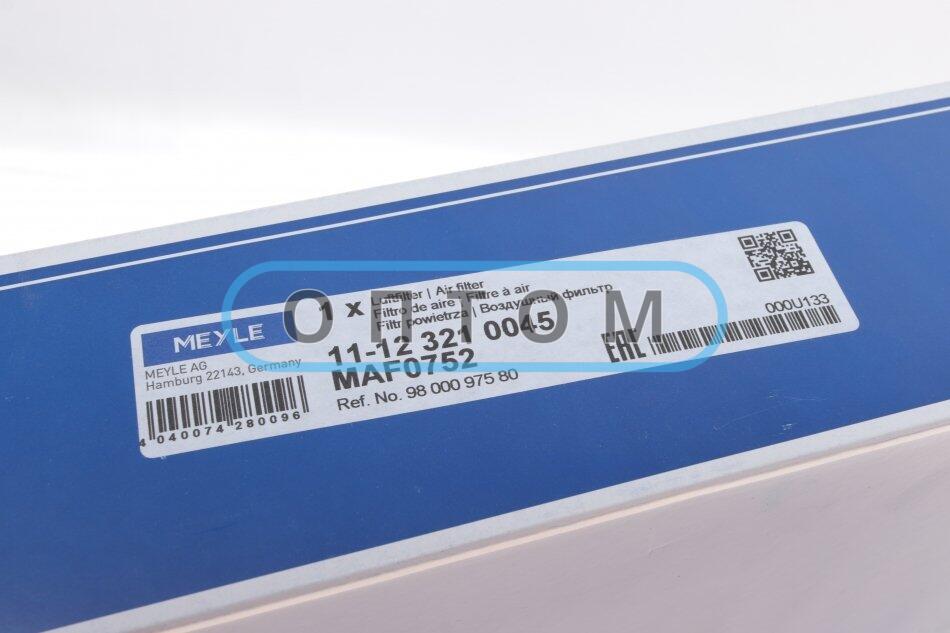 1 x Luftfilter | Air filter
Filtro de aire | Filtre à air
Filtr powietrza | Воздушный фильтр
MEYLE
MEYLE AG
Hamburg 22143, Germany
11-12 321 0045
MAF0752
Ref. No. 98 000 975 80
4 040074 280096
EAC
000U133
ОПТОМ